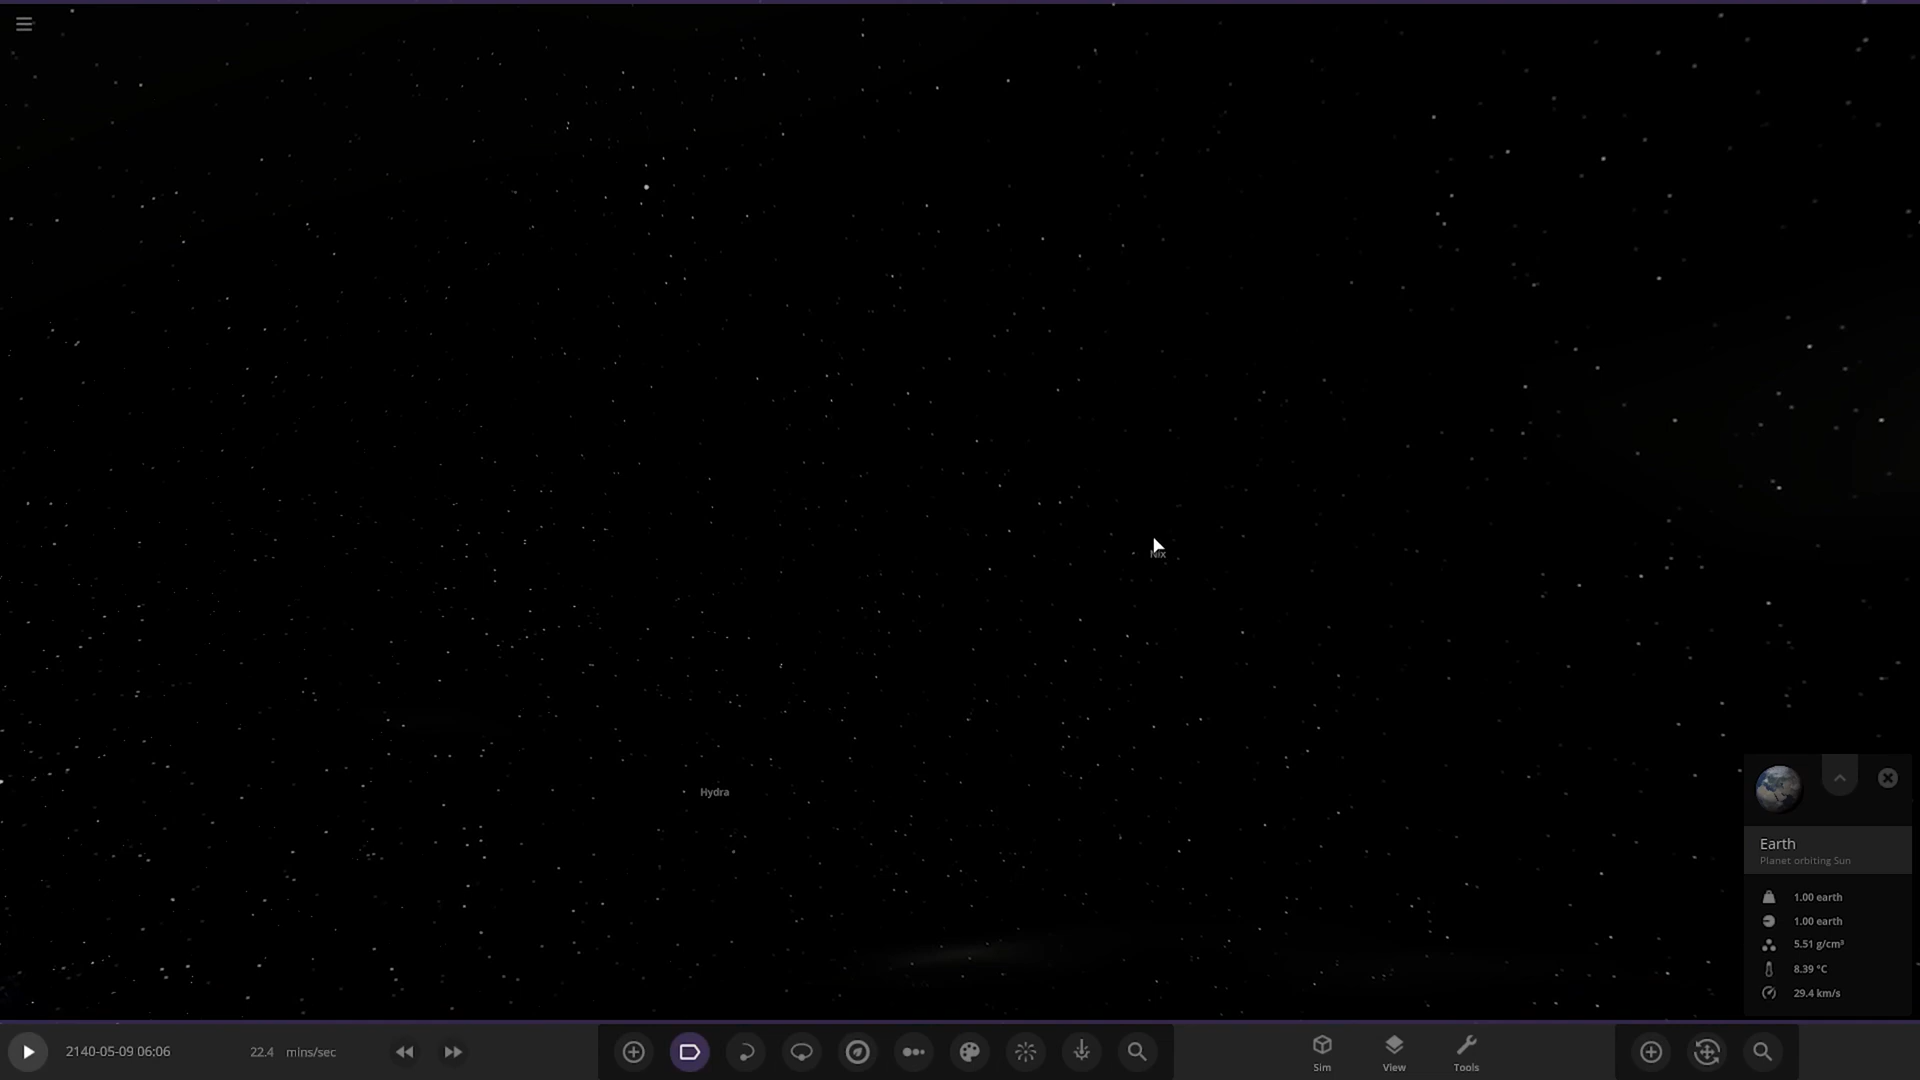 Nix
Hydra
Earth
Planet orbiting Sun
1.00 earth
1.00 earth
5.51 g/cm³
8.39 °C
29.4 km/s
2140-05-09 06:06
22.4 mins/sec
Sim
View
Tools